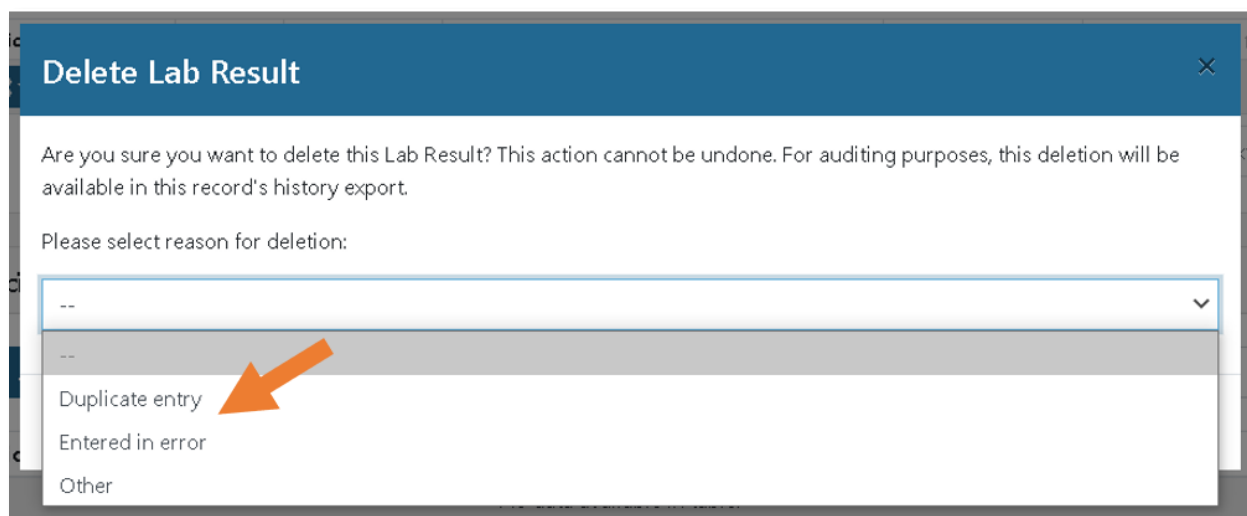 Delete Lab Result
Are you sure you want to delete this Lab Result? This action cannot be undone. For auditing purposes, this deletion will be
available in this record's history export.
Please select reason for deletion:
--
--
Duplicate entry
Entered in error
Other